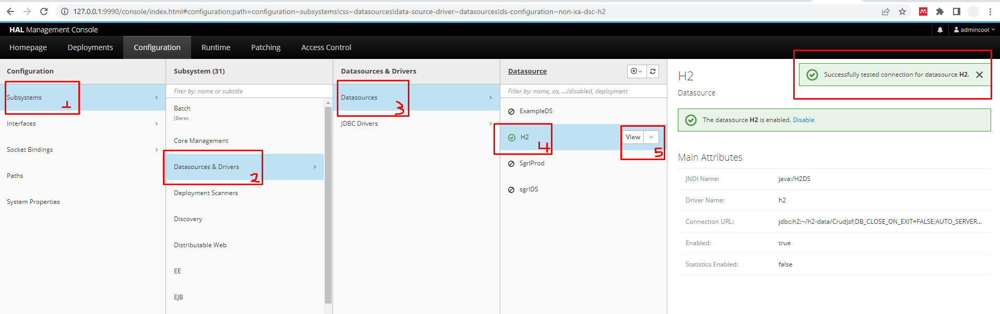 127.0.0.1:9990/console/index.html#configuration;path=configuration~subsystems!css~datasources!data-source-driver~datasources!ds-configuration~non-xa-dsc-h2
HAL Management Console
admincool
Homepage Deployments Configuration Runtime Patching Access Control
Configuration
Subsystems
1
Interfaces
Socket Bindings
Paths
System Properties
Subsystem (31)
Fiter by: name or subtitle
Batch
JBeret
Core Management
Datasources & Drivers
2
Deployment Scanners
Discovery
Distributable Web
EE
EJB
Datasources & Drivers
Datasources
3
JDBC Drivers
Datasource
Filter by: name, xa, .../disabled, deployment
ExampleDS
H2
4
View
5
SgrlProd
sgrlDS
H2
Datasource
Successfully tested connection for datasource H2.
The datasource H2 is enabled. Disable
Main Attributes
JNDI Name: java:/H2DS
Driver Name: h2
Connection URL: jdbc:h2:~/h2-data/CrudJsf;DB_CLOSE_ON_EXIT=FALSE;AUTO_SERVER...
Enabled: true
Statistics Enabled: false